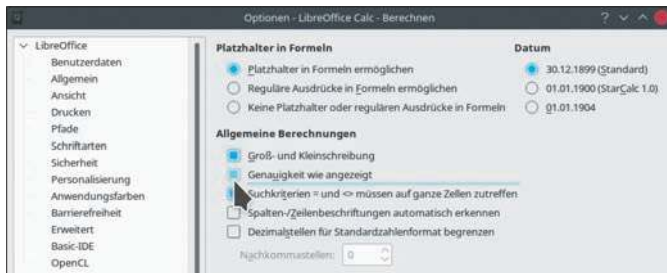 Optionen - LibreOffice Calc - Berechnen
LibreOffice
Benutzerdaten
Allgemein
Ansicht
Drucken
Pfade
Schriftarten
Sicherheit
Personalisierung
Anwendungsfarben
Barrierefreiheit
Erweitert
Basic-IDE
OpenCL
Platzhalter in Formeln
Platzhalter in Formeln ermöglichen
Reguläre Ausdrücke in Formeln ermöglichen
Keine Platzhalter oder regulären Ausdrücke in Formeln
Datum
30.12.1899 (Standard)
01.01.1900 (StarCalc 1.0)
01.01.1904
Allgemeine Berechnungen
Groß- und Kleinschreibung
Genauigkeit wie angezeigt
Suchkriterien = und <> müssen auf ganze Zellen zutreffen
Spalten-/Zeilenbeschriftungen automatisch erkennen
Dezimalstellen für Standardzahlenformat begrenzen
Nachkommastellen: 0